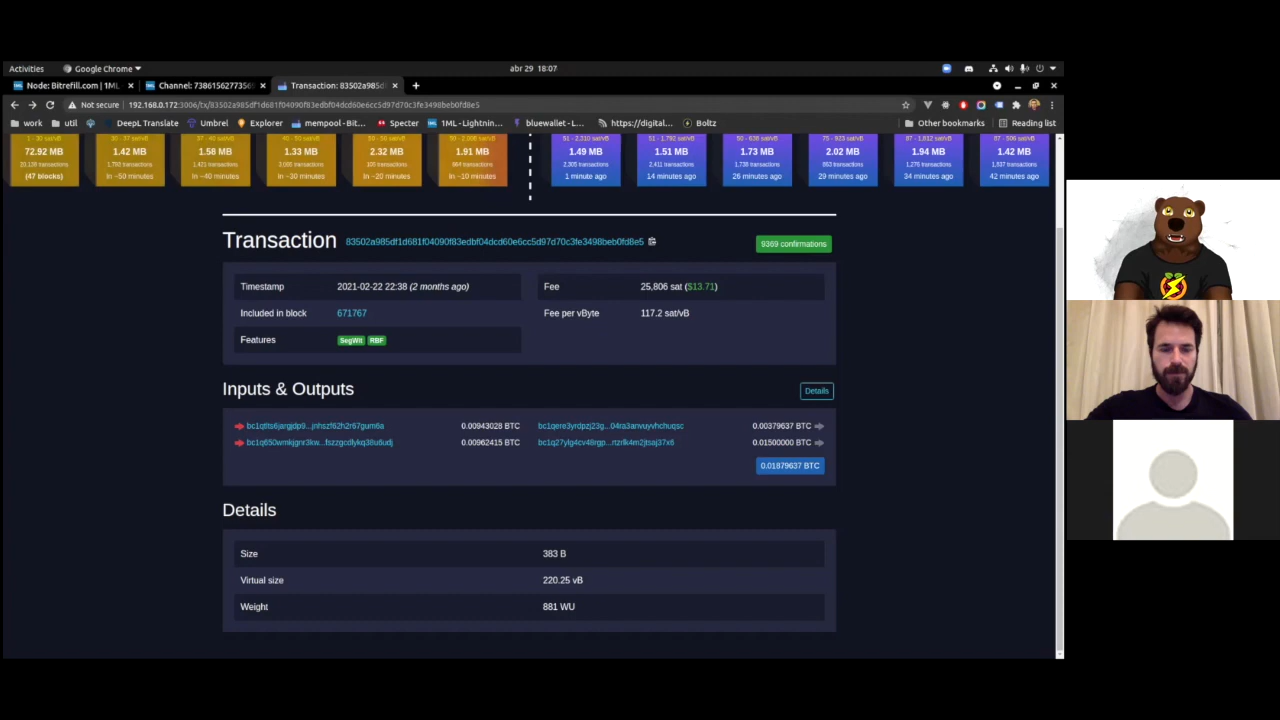 Activities Google Chrome abr 29 18:07
Node: Bitrefill.com | 1ML Channel: 738615627735 Transaction: 83502a985d
Not secure 192.168.0.172:3006/tx/83502a985df1d681f04090f83edbf04dcd60e6cc5d97d70c3fe3498beb0fd8e5
work util DeepL Translate Umbrel Explorer mempool - Bit... Specter 1ML - Lightnin... bluewallet - L... https://digital... Boltz Other bookmarks Reading list
72.92 MB 1.42 MB 1.56 MB 1.33 MB 2.32 MB 1.91 MB 1.49 MB 1.51 MB 1.73 MB 2.02 MB 1.94 MB 1.42 MB
(47 blocks) In ~50 minutes In ~40 minutes In ~30 minutes In ~20 minutes In ~10 minutes 1 minute ago 14 minutes ago 26 minutes ago 29 minutes ago 34 minutes ago 42 minutes ago
Transaction 83502a985df1d681f04090f83edbf04dcd60e6cc5d97d70c3fe3498beb0fd8e5 9369 confirmations
Timestamp 2021-02-22 22:38 (2 months ago) Fee 25,806 sat ($13.71)
Included in block 671767 Fee per vByte 117.2 sat/vB
Features SegWit RBF
Inputs & Outputs Details
0.00943028 BTC 0.00379637 BTC
0.00962415 BTC 0.01500000 BTC
0.01879637 BTC
Details
Size 383 B
Virtual size 220.25 vB
Weight 881 WU